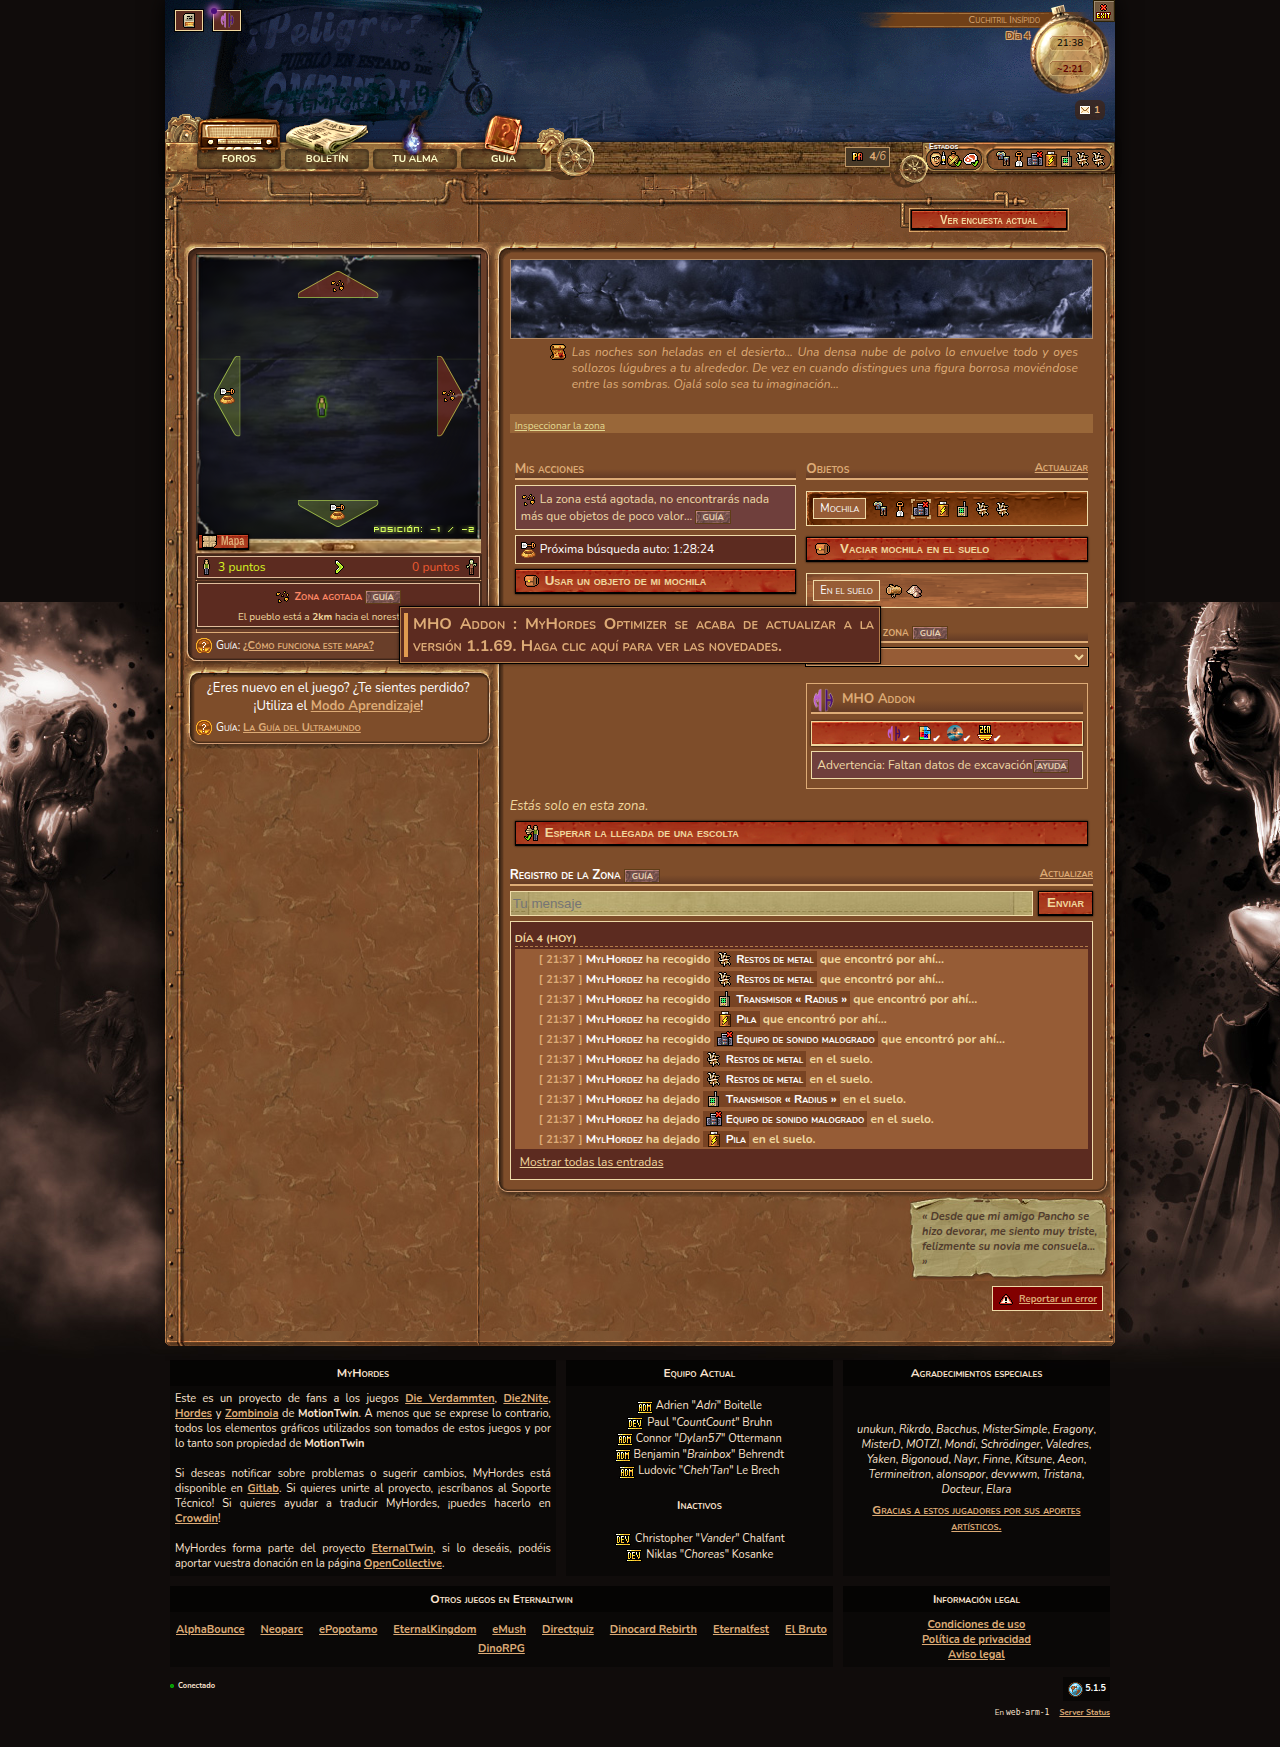 Cuchitril Insípido
EXIT
¡Peligro!
PUEBLO EN ESTADO DE
Día 4
21:38
~2:21
1
FOROS
BOLETÍN
TU ALMA
GUÍA
PA 4/6
Estados
Ver encuesta actual
Las noches son heladas en el desierto... Una densa nube de polvo lo envuelve todo y oyes
sollozos lúgubres a tu alrededor. De vez en cuando distingues una figura borrosa moviéndose
entre las sombras. Ojalá solo sea tu imaginación...
Inspeccionar la zona
Mis acciones
La zona está agotada, no encontrarás nada
más que objetos de poco valor... GUÍA
Próxima búsqueda auto: 1:28:24
Usar un objeto de mi mochila
Objetos
Actualizar
Mochila
Vaciar mochila en el suelo
En el suelo
POSICIÓN: -1 / -2
Mapa
3 puntos
0 puntos
Zona agotada GUÍA
El pueblo está a 2km hacia el norest
Guía: ¿Cómo funciona este mapa?
MHO Addon : MyHordes Optimizer se acaba de actualizar a la
versión 1.1.69. Haga clic aquí para ver las novedades.
zona GUÍA
¿Eres nuevo en el juego? ¿Te sientes perdido?
¡Utiliza el Modo Aprendizaje!
Guía: La Guía del Ultramundo
MHO Addon
Advertencia: Faltan datos de excavación AYUDA
Estás solo en esta zona.
Esperar la llegada de una escolta
Registro de la Zona GUÍA
Actualizar
Tu mensaje
Enviar
DÍA 4 (HOY)
[ 21:37 ] MylHordez ha recogido Restos de metal que encontró por ahí...
[ 21:37 ] MylHordez ha recogido Restos de metal que encontró por ahí...
[ 21:37 ] MylHordez ha recogido Transmisor « Radius » que encontró por ahí...
[ 21:37 ] MylHordez ha recogido Pila que encontró por ahí...
[ 21:37 ] MylHordez ha recogido Equipo de sonido malogrado que encontró por ahí...
[ 21:37 ] MylHordez ha dejado Restos de metal en el suelo.
[ 21:37 ] MylHordez ha dejado Restos de metal en el suelo.
[ 21:37 ] MylHordez ha dejado Transmisor « Radius » en el suelo.
[ 21:37 ] MylHordez ha dejado Equipo de sonido malogrado en el suelo.
[ 21:37 ] MylHordez ha dejado Pila en el suelo.
Mostrar todas las entradas
« Desde que mi amigo Pancho se
hizo devorar, me siento muy triste,
felizmente su novia me consuela...
»
Reportar un error
MyHordes
Este es un proyecto de fans a los juegos Die Verdammten, Die2Nite,
Hordes y Zombinoia de MotionTwin. A menos que se exprese lo contrario,
todos los elementos gráficos utilizados son tomados de estos juegos y por
lo tanto son propiedad de MotionTwin
Si deseas notificar sobre problemas o sugerir cambios, MyHordes está
disponible en Gitlab. Si quieres unirte al proyecto, ¡escríbanos al Soporte
Técnico! Si quieres ayudar a traducir MyHordes, ¡puedes hacerlo en
Crowdin!
MyHordes forma parte del proyecto EternalTwin, si lo deseáis, podéis
aportar vuestra donación en la página OpenCollective.
Equipo Actual
ADM Adrien "Adri" Boitelle
DEV Paul "CountCount" Bruhn
ADM Connor "Dylan57" Ottermann
ADM Benjamin "Brainbox" Behrendt
ADM Ludovic "Cheh'Tan" Le Brech
Inactivos
DEV Christopher "Vander" Chalfant
DEV Niklas "Choreas" Kosanke
Agradecimientos especiales
unukun, Rikrdo, Bacchus, MisterSimple, Eragony,
MisterD, MOTZI, Mondi, Schrödinger, Valedres,
Yaken, Bigonoud, Nayr, Finne, Kitsune, Aeon,
Termineitron, alonsopor, devwwm, Tristana,
Docteur, Elara
Gracias a estos jugadores por sus aportes
artísticos.
Otros juegos en Eternaltwin
AlphaBounce Neoparc ePopotamo EternalKingdom eMush Directquiz Dinocard Rebirth Eternalfest El Bruto
DinoRPG
Información legal
Condiciones de uso
Política de privacidad
Aviso legal
Conectado
5.1.5
En web-arm-1 Server Status